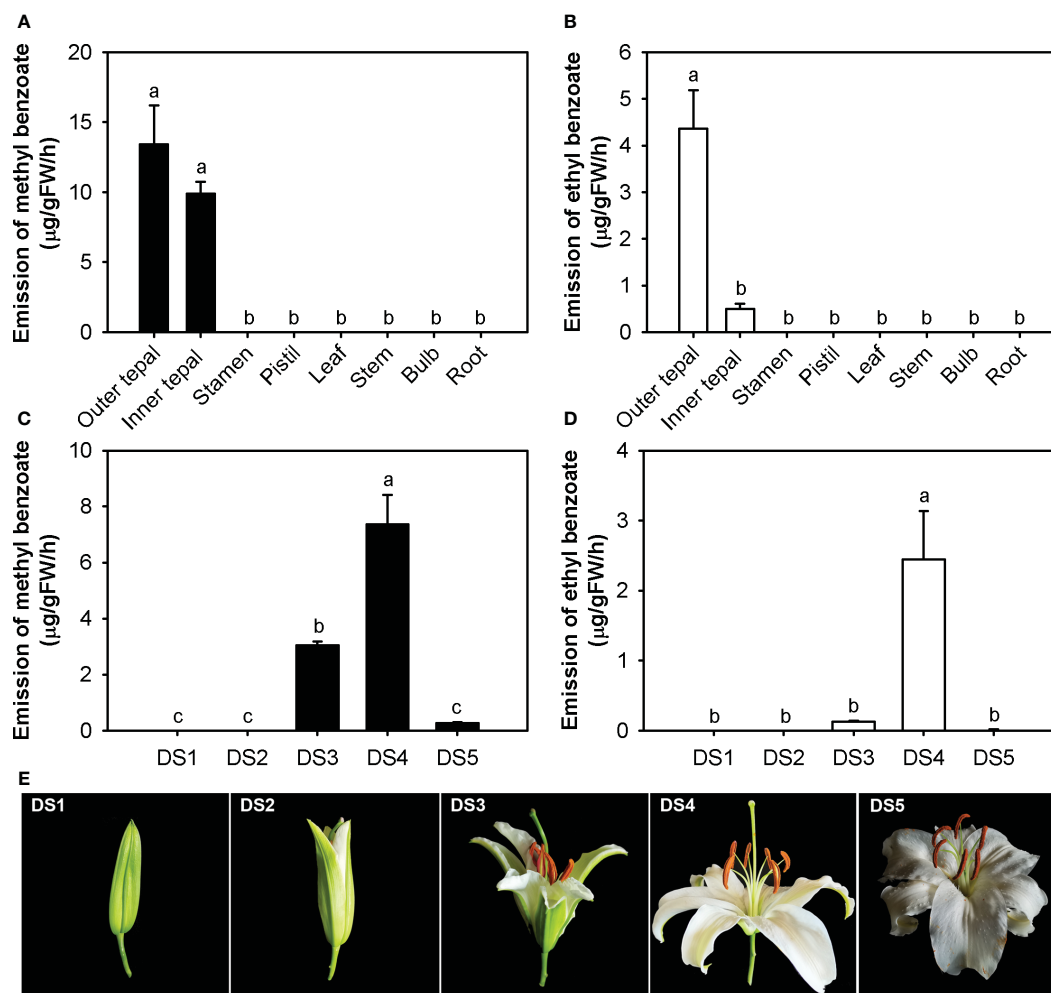 A
Emission of methyl benzoate
(µg/gFW/h)
20
15
10
5
0
a
a
b
b
b
b
b
b
Outer tepal
Inner tepal
Stamen
Pistil
Leaf
Stem
Bulb
Root
B
Emission of ethyl benzoate
(µg/gFW/h)
6
5
4
3
2
1
0
a
b
b
b
b
b
b
b
Outer tepal
Inner tepal
Stamen
Pistil
Leaf
Stem
Bulb
Root
C
Emission of methyl benzoate
(µg/gFW/h)
10
8
6
4
2
0
c
c
b
a
c
DS1
DS2
DS3
DS4
DS5
D
Emission of ethyl benzoate
(µg/gFW/h)
4
3
2
1
0
b
b
b
a
b
DS1
DS2
DS3
DS4
DS5
E
DS1
DS2
DS3
DS4
DS5